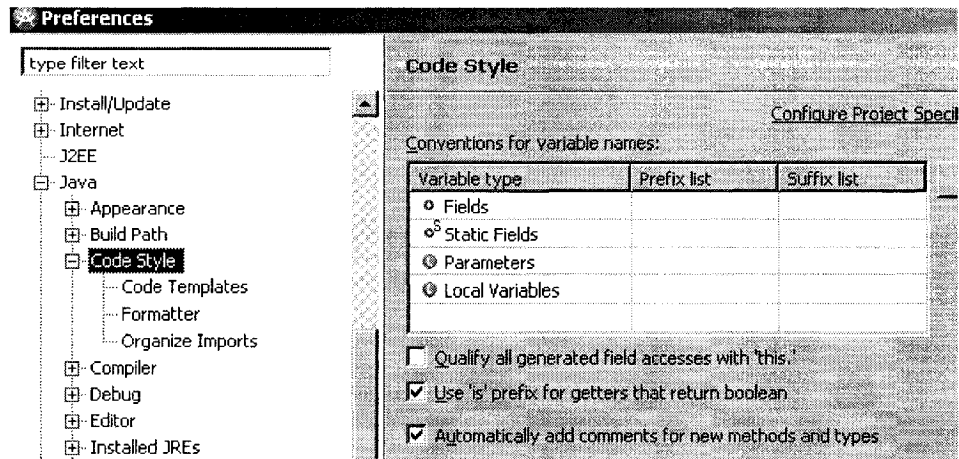 Preferences
type filter text
Install/Update
Internet
J2EE
Java
Appearance
Build Path
Code Style
Code Templates
Formatter
Organize Imports
Compiler
Debug
Editor
Installed JREs
Code Style
Configure Project Specif
Conventions for variable names:
Variable type Prefix list Suffix list
Fields
S Static Fields
Parameters
Local Variables
Qualify all generated field accesses with 'this.'
Use 'is' prefix for getters that return boolean
Automatically add comments for new methods and types